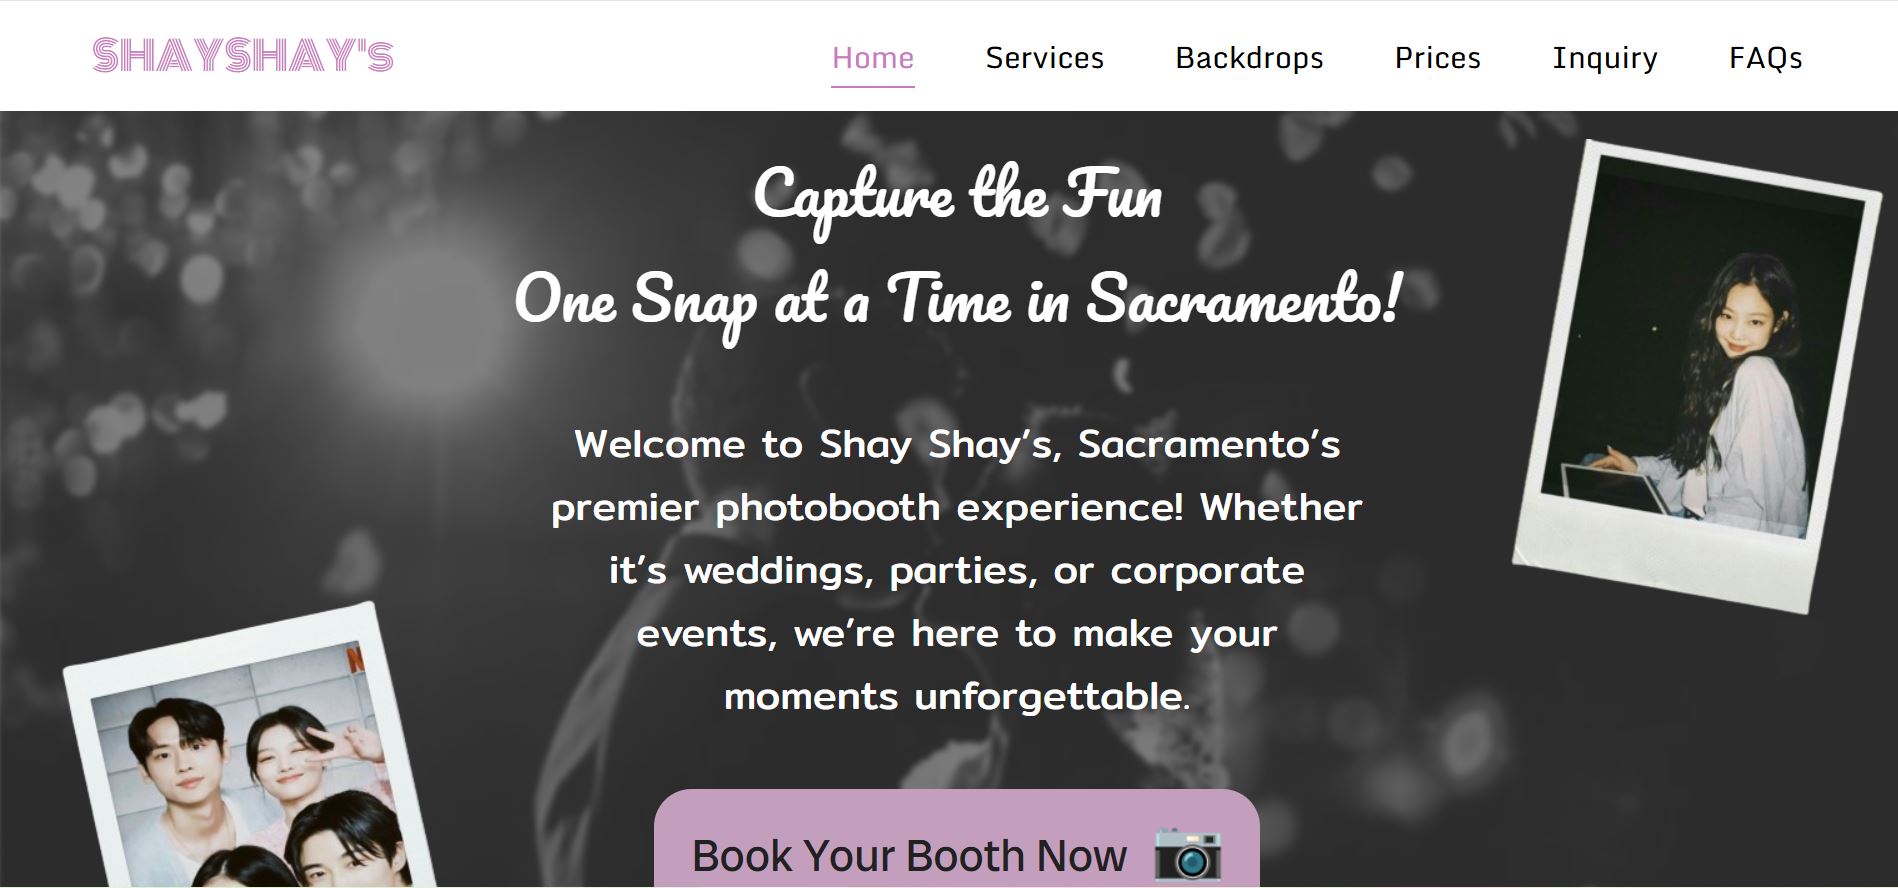 SHAYSHAY's
Home Services Backdrops Prices Inquiry FAQs
Capture the Fun
One Snap at a Time in Sacramento!
Welcome to Shay Shay’s, Sacramento’s
premier photobooth experience! Whether
it’s weddings, parties, or corporate
events, we’re here to make your
moments unforgettable.
N
Book Your Booth Now